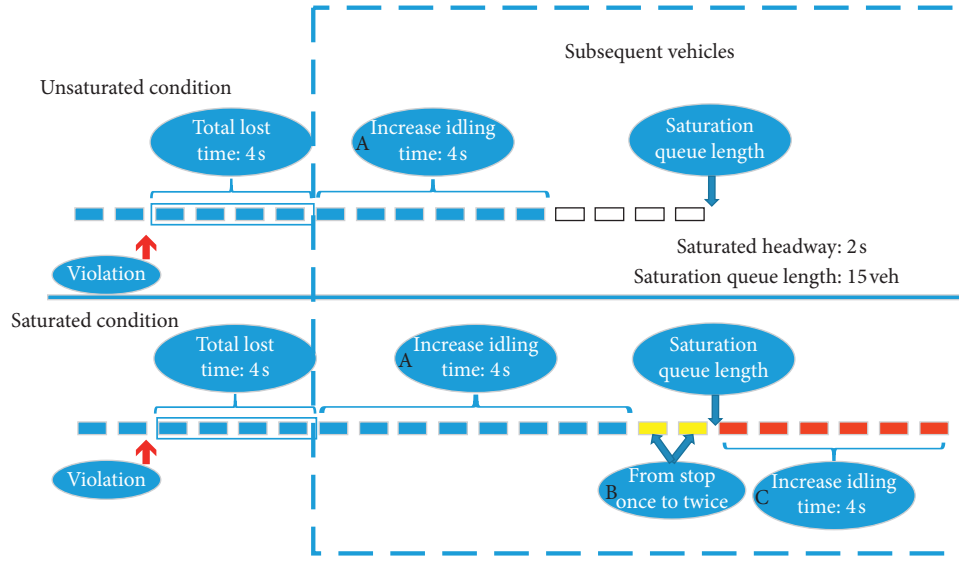 Subsequent vehicles
Unsaturated condition
Total lost
time: 4 s
A
Increase idling
time: 4 s
Saturation
queue length
Violation
Saturated headway: 2 s
Saturation queue length: 15 veh
Saturated condition
Total lost
time: 4 s
A
Increase idling
time: 4 s
Saturation
queue length
Violation
B
From stop
once to twice
C
Increase idling
time: 4 s